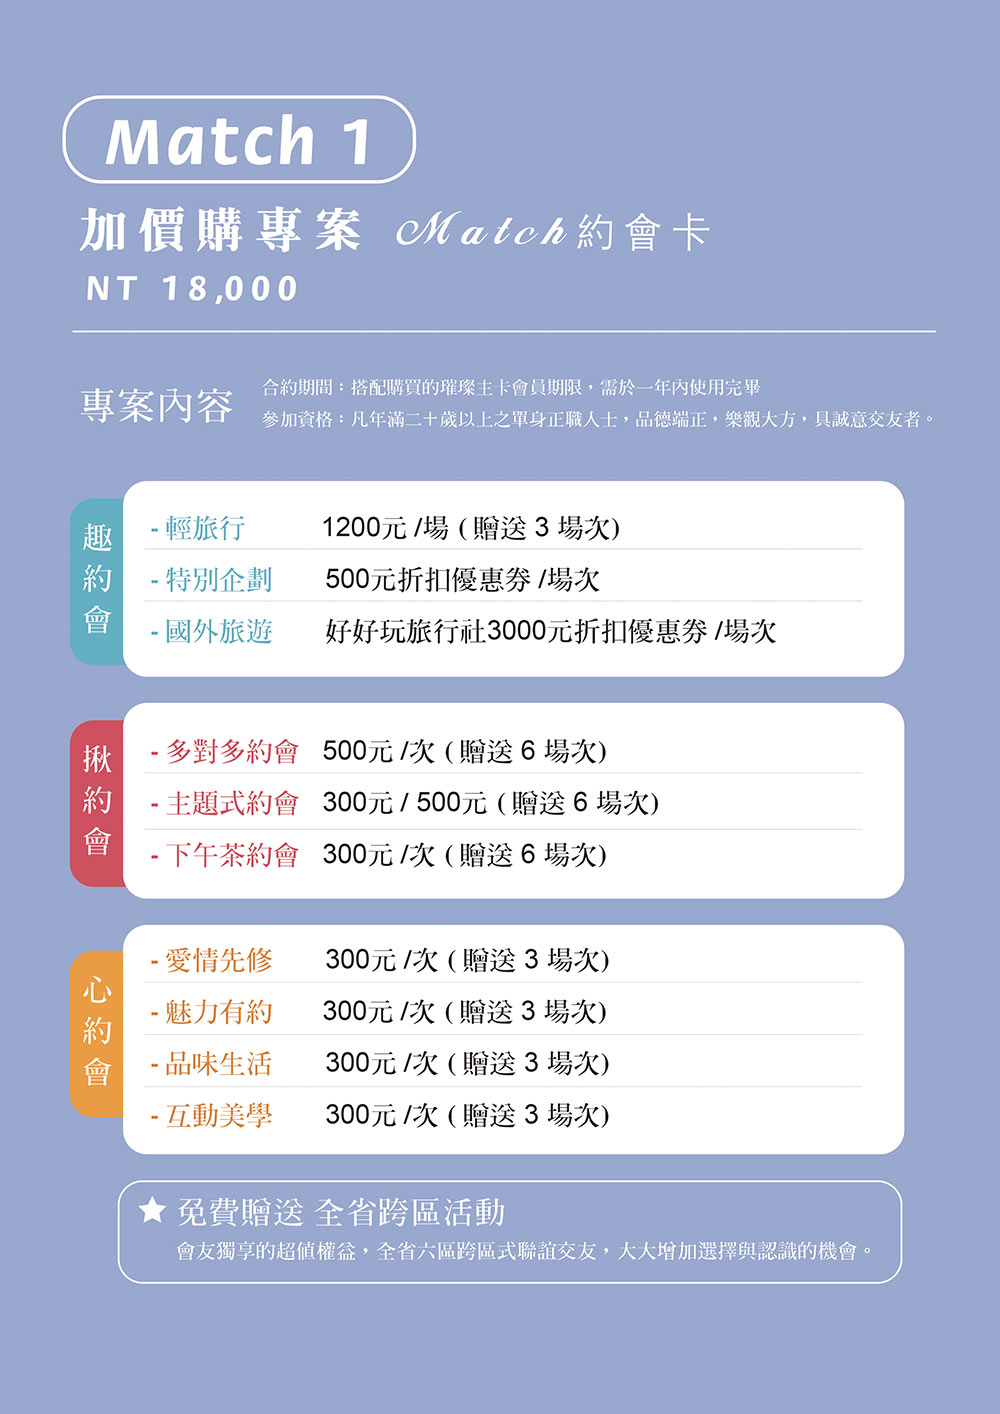 Match 1
加價購專案 Match約會卡
NT 18,000
專案內容
合約期間：搭配購買的璀璨主卡會員期限，需於一年內使用完畢
參加資格：凡年滿二十歲以上之單身正職人士，品德端正，樂觀大方，具誠意交友者。
趣約會
- 輕旅行 1200元 /場 ( 贈送 3 場次)
- 特別企劃 500元折扣優惠券 /場次
- 國外旅遊 好好玩旅行社3000元折扣優惠券 /場次
揪約會
- 多對多約會 500元 /次 ( 贈送 6 場次)
- 主題式約會 300元 / 500元 ( 贈送 6 場次)
- 下午茶約會 300元 /次 ( 贈送 6 場次)
心約會
- 愛情先修 300元 /次 ( 贈送 3 場次)
- 魅力有約 300元 /次 ( 贈送 3 場次)
- 品味生活 300元 /次 ( 贈送 3 場次)
- 互動美學 300元 /次 ( 贈送 3 場次)
★ 免費贈送 全省跨區活動
會友獨享的超值權益，全省六區跨區式聯誼交友，大大增加選擇與認識的機會。